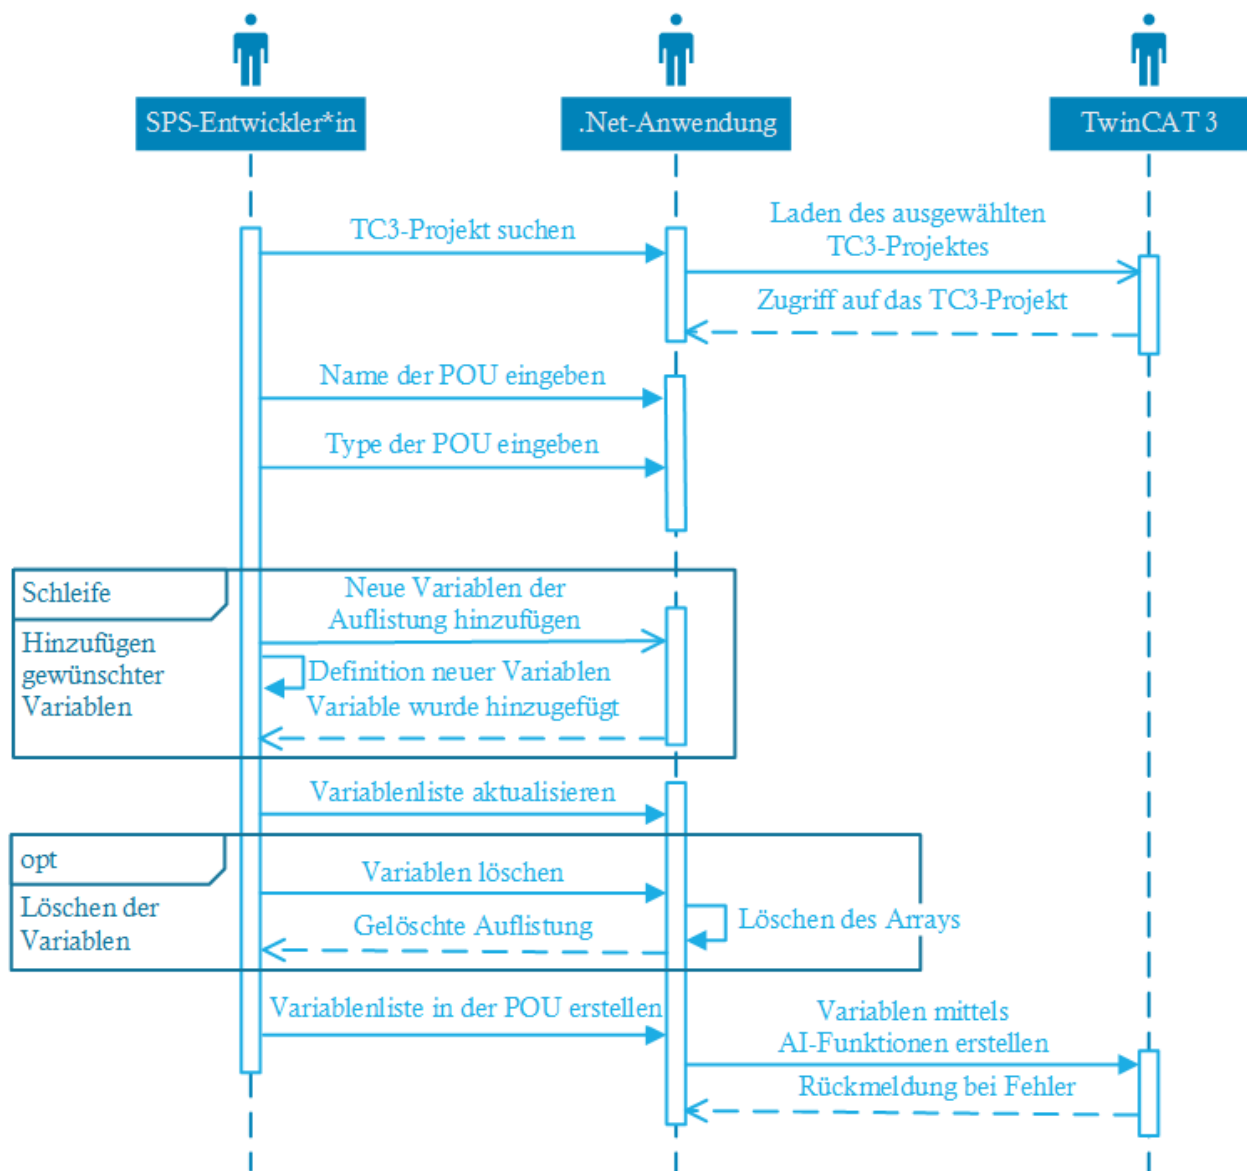 SPS-Entwickler*in
.Net-Anwendung
TwinCAT 3
TC3-Projekt suchen
Laden des ausgewählten
TC3-Projektes
Zugriff auf das TC3-Projekt
Name der POU eingeben
Type der POU eingeben
Schleife
Hinzufügen
gewünschter
Variablen
Neue Variablen der
Auflistung hinzufügen
Definition neuer Variablen
Variable wurde hinzugefügt
Variablenliste aktualisieren
opt
Löschen der
Variablen
Variablen löschen
Löschen des Arrays
Gelöschte Auflistung
Variablenliste in der POU erstellen
Variablen mittels
AI-Funktionen erstellen
Rückmeldung bei Fehler